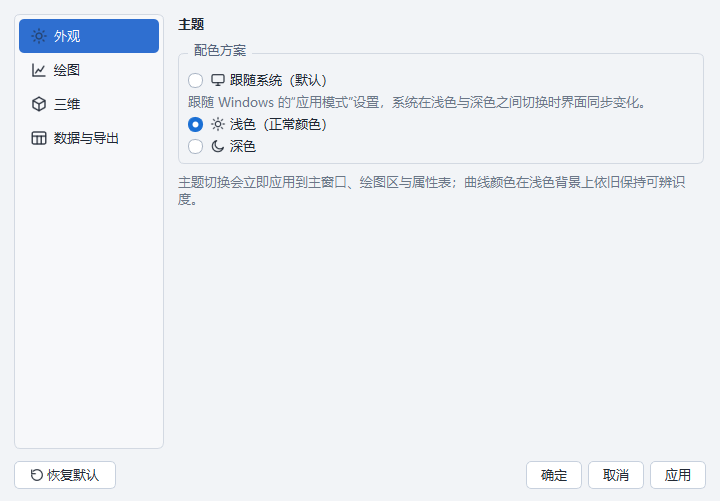 外观
绘图
三维
数据与导出
主题
配色方案
跟随系统（默认）
跟随 Windows 的“应用模式”设置，系统在浅色与深色之间切换时界面同步变化。
浅色（正常颜色）
深色
主题切换会立即应用到主窗口、绘图区与属性表；曲线颜色在浅色背景上依旧保持可辨识
度。
恢复默认
确定
取消
应用